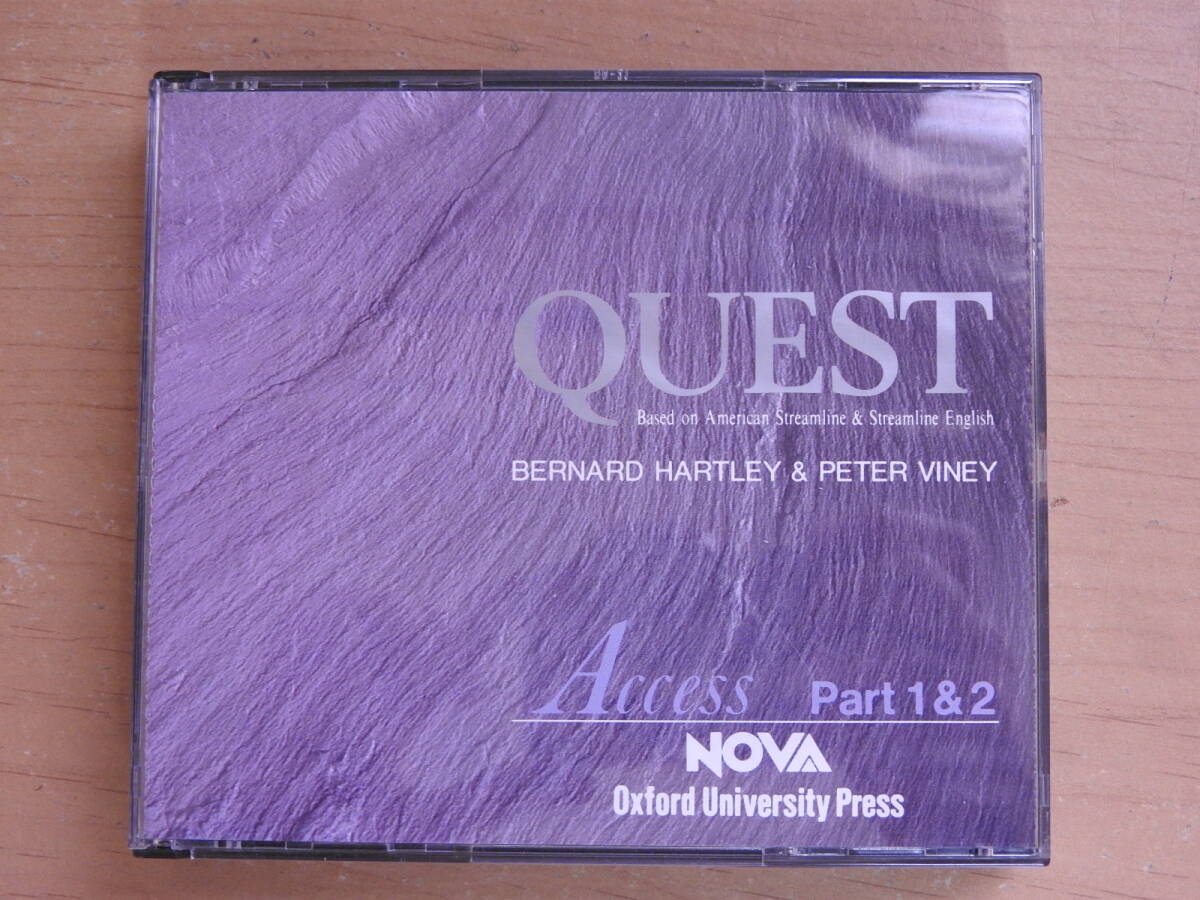 QUEST
Based on American Streamline & Streamline English
BERNARD HARTLEY & PETER VINEY
Access Part 1 & 2
NOVA
Oxford University Press